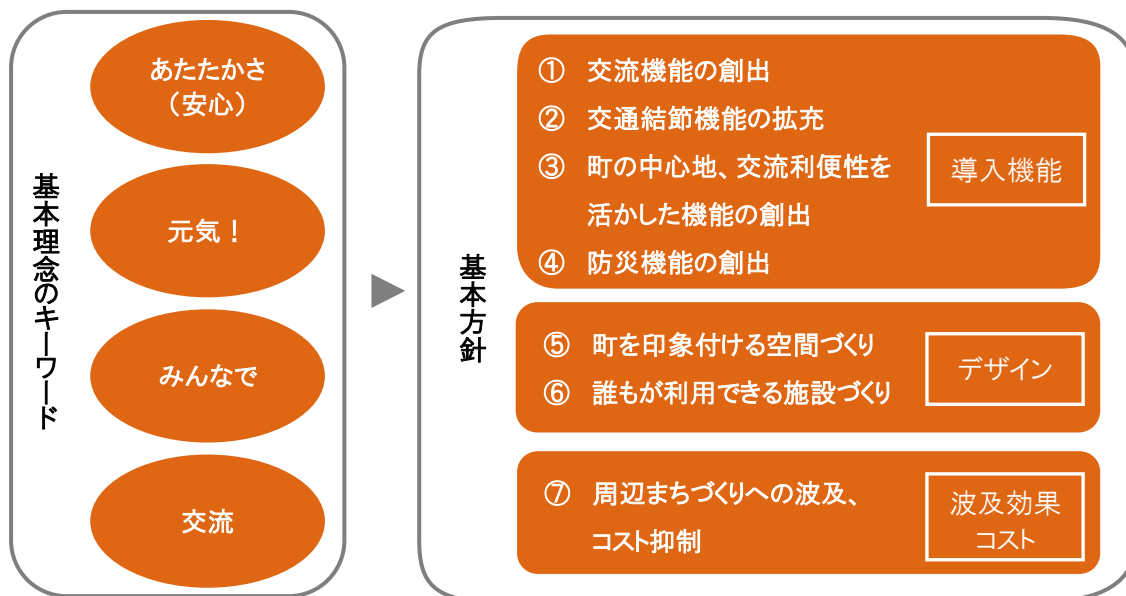 基本理念のキーワード
あたたかさ
（安心）
元気！
みんなで
交流
基本方針
① 交流機能の創出
② 交通結節機能の拡充
③ 町の中心地、交流利便性を
活かした機能の創出
④ 防災機能の創出
導入機能
⑤ 町を印象付ける空間づくり
⑥ 誰もが利用できる施設づくり
デザイン
⑦ 周辺まちづくりへの波及、
コスト抑制
波及効果
コスト